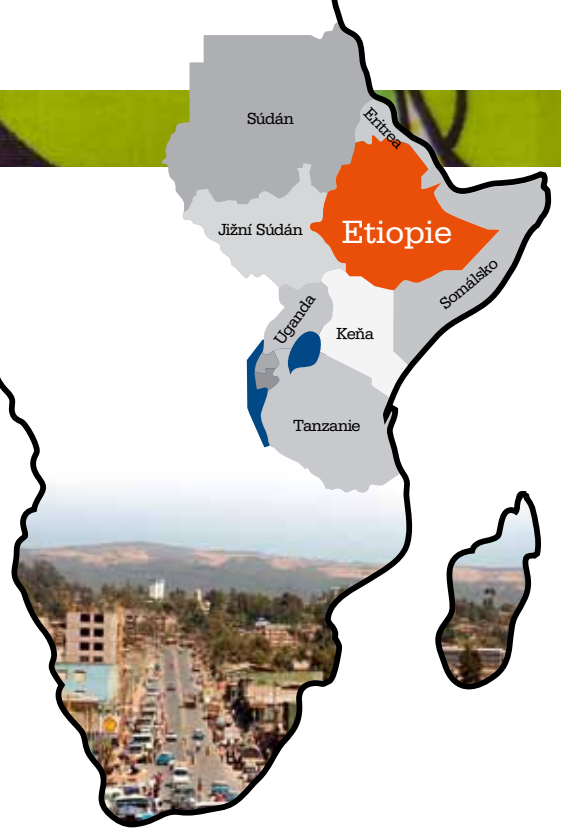 Súdán
Eritrea
Jižní Súdán
Etiopie
Somálsko
Uganda
Keňa
Tanzanie